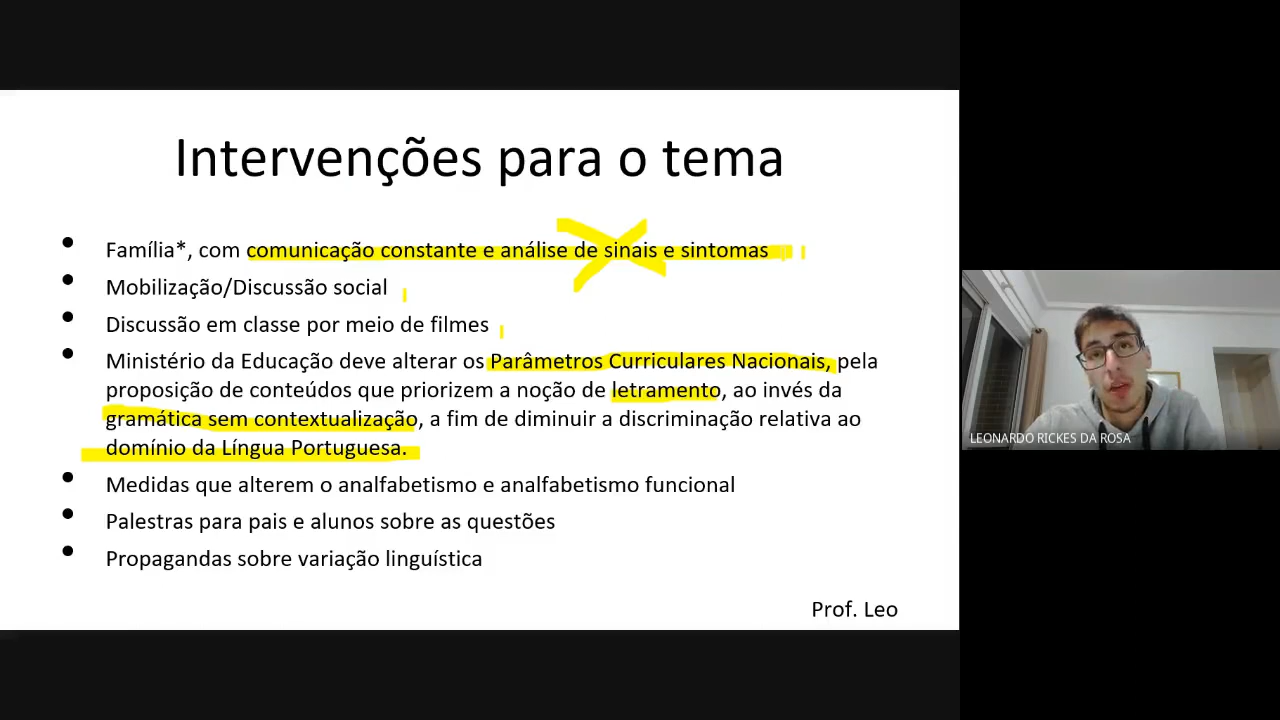 Intervenções para o tema
• Família*, com comunicação constante e análise de sinais e sintomas
• Mobilização/Discussão social
• Discussão em classe por meio de filmes
• Ministério da Educação deve alterar os Parâmetros Curriculares Nacionais, pela
proposição de conteúdos que priorizem a noção de letramento, ao invés da
gramática sem contextualização, a fim de diminuir a discriminação relativa ao
domínio da Língua Portuguesa.
• Medidas que alterem o analfabetismo e analfabetismo funcional
• Palestras para pais e alunos sobre as questões
• Propagandas sobre variação linguística
Prof. Leo
LEONARDO RICKES DA ROSA